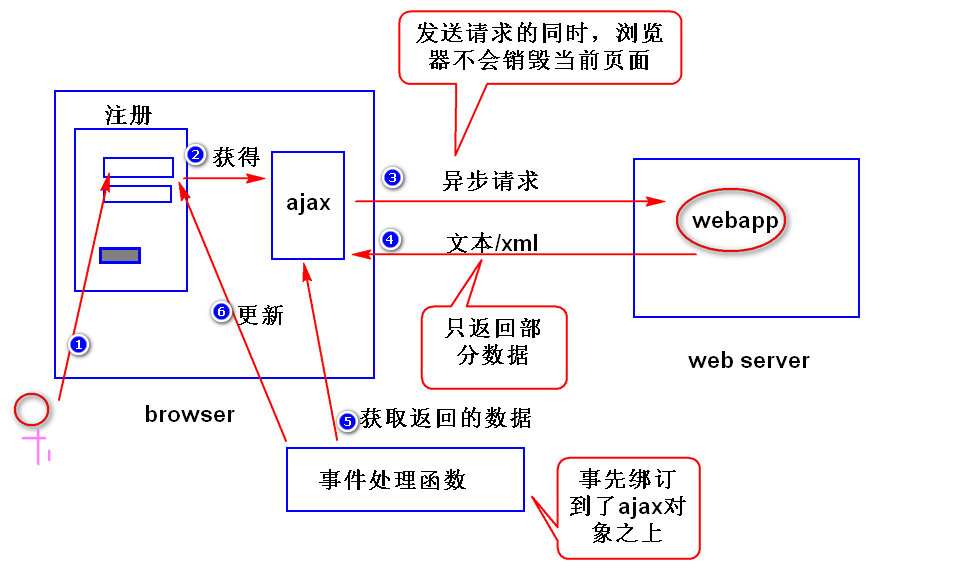 发送请求的同时，浏览
器不会销毁当前页面
注册
2 获得
ajax
3
异步请求
webapp
4
文本/xml
6 更新
只返回部
分数据
1
web server
browser
5 获取返回的数据
事件处理函数
事先绑订
到了ajax对
象之上